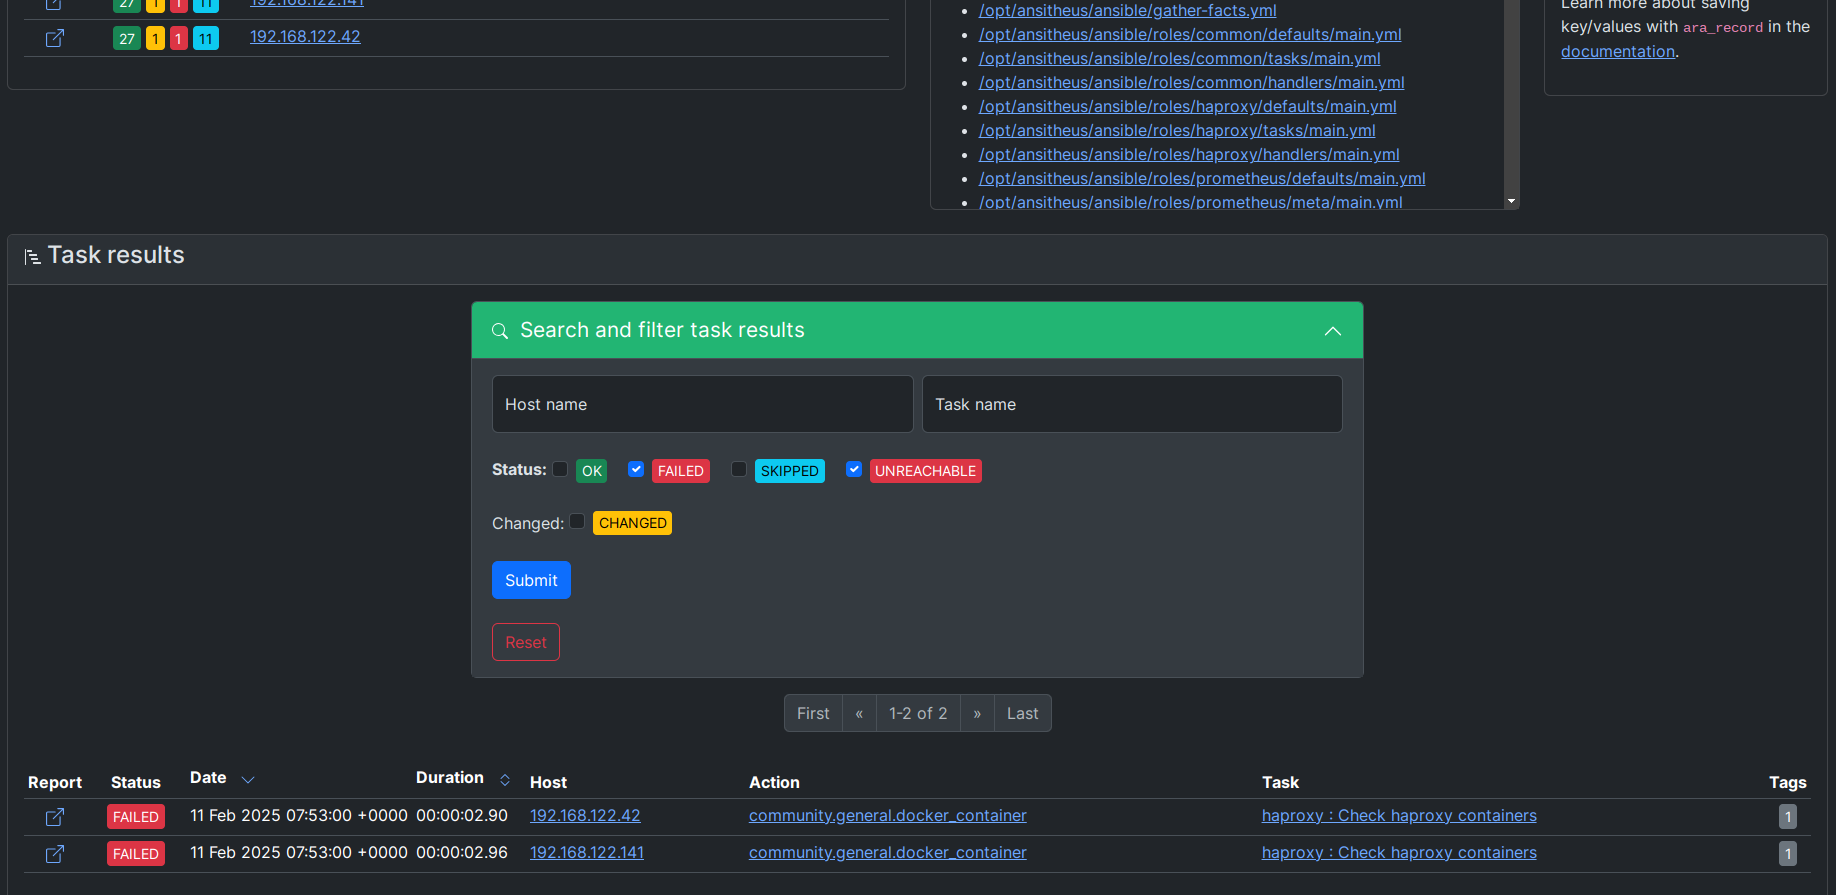 27 1 1 11 192.168.122.141
27 1 1 11 192.168.122.42
/opt/ansitheus/ansible/gather-facts.yml
/opt/ansitheus/ansible/roles/common/defaults/main.yml
/opt/ansitheus/ansible/roles/common/tasks/main.yml
/opt/ansitheus/ansible/roles/common/handlers/main.yml
/opt/ansitheus/ansible/roles/haproxy/defaults/main.yml
/opt/ansitheus/ansible/roles/haproxy/tasks/main.yml
/opt/ansitheus/ansible/roles/haproxy/handlers/main.yml
/opt/ansitheus/ansible/roles/prometheus/defaults/main.yml
/opt/ansitheus/ansible/roles/prometheus/meta/main.yml
Learn more about saving
key/values with ara_record in the
documentation.
Task results
Search and filter task results
Host name Task name
Status: OK FAILED SKIPPED UNREACHABLE
Changed: CHANGED
Submit
Reset
First « 1-2 of 2 » Last
Report Status Date Duration Host Action Task Tags
FAILED 11 Feb 2025 07:53:00 +0000 00:00:02.90 192.168.122.42 community.general.docker_container haproxy : Check haproxy containers 1
FAILED 11 Feb 2025 07:53:00 +0000 00:00:02.96 192.168.122.141 community.general.docker_container haproxy : Check haproxy containers 1